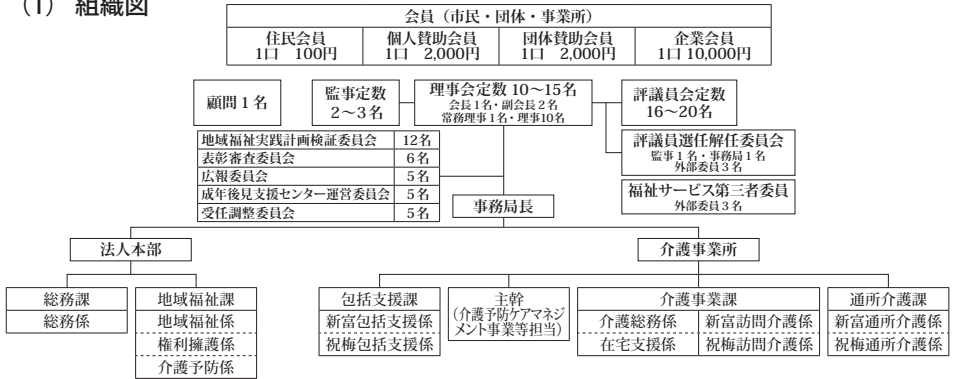 (1) 組織図
会員（市民・団体・事業所）
住民会員
1口 100円
個人賛助会員
1口 2,000円
団体賛助会員
1口 2,000円
企業会員
1口 10,000円
顧問1名
監事定数
2～3名
理事会定数 10～15名
会長1名・副会長2名
常務理事1名・理事10名
評議員会定数
16～20名
評議員選任解任委員会
監事1名・事務局1名
外部委員3名
福祉サービス第三者委員
外部委員3名
地域福祉実践計画検証委員会 12名
表彰審査委員会 6名
広報委員会 5名
成年後見支援センター運営委員会 5名
受任調整委員会 5名
事務局長
法人本部
介護事業所
総務課
総務係
地域福祉課
地域福祉係
権利擁護係
介護予防係
包括支援課
新富包括支援係
祝梅包括支援係
主幹
(介護予防ケアマネジ
メント事業等担当)
介護事業課
介護総務係 新富訪問介護係
在宅支援係 祝梅訪問介護係
通所介護課
新富通所介護係
祝梅通所介護係